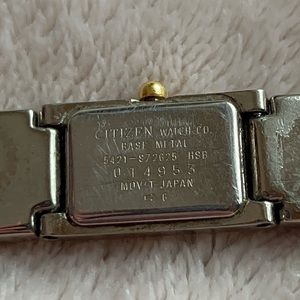 CITIZEN WATCH CO.
BASE METAL
5421-S72625 HSB
014953
MOV'T JAPAN